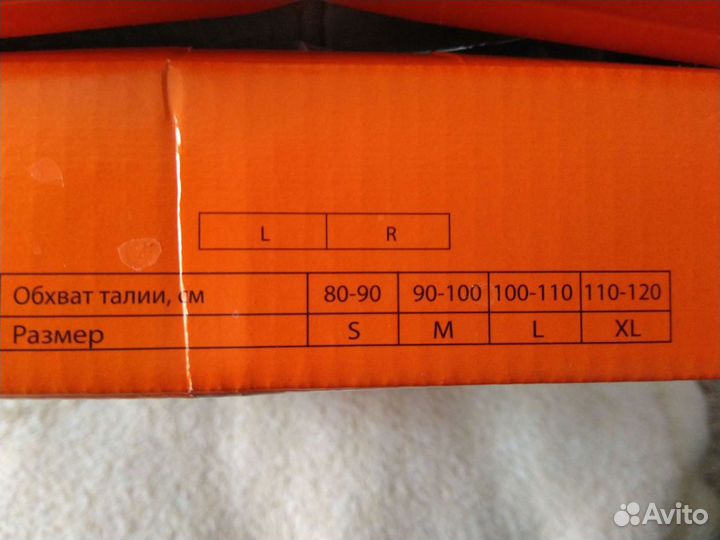 L R
Обхват талии, см 80-90 90-100 100-110 110-120
Размер S M L XL
Avito